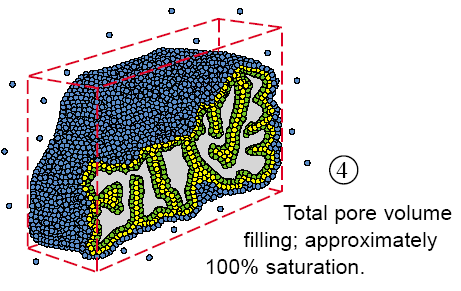 ④
Total pore volume
filling; approximately
100% saturation.